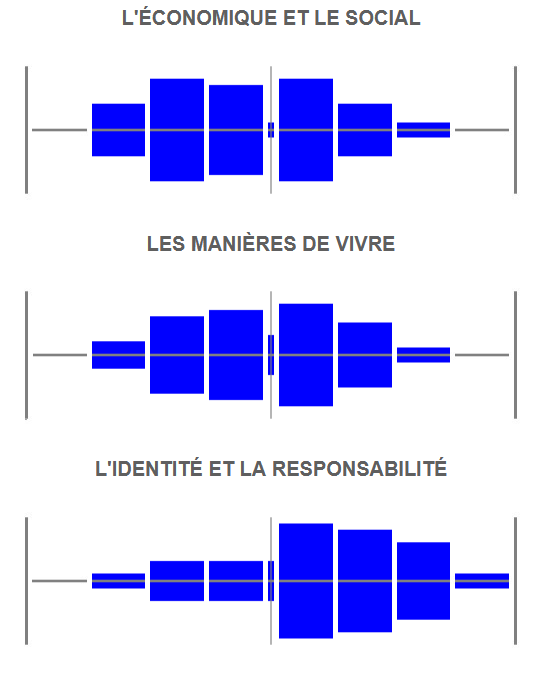 L'ÉCONOMIQUE ET LE SOCIAL
LES MANIÈRES DE VIVRE
L'IDENTITÉ ET LA RESPONSABILITÉ